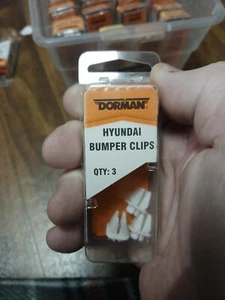 DORMAN
HYUNDAI
BUMPER CLIPS
QTY: 3